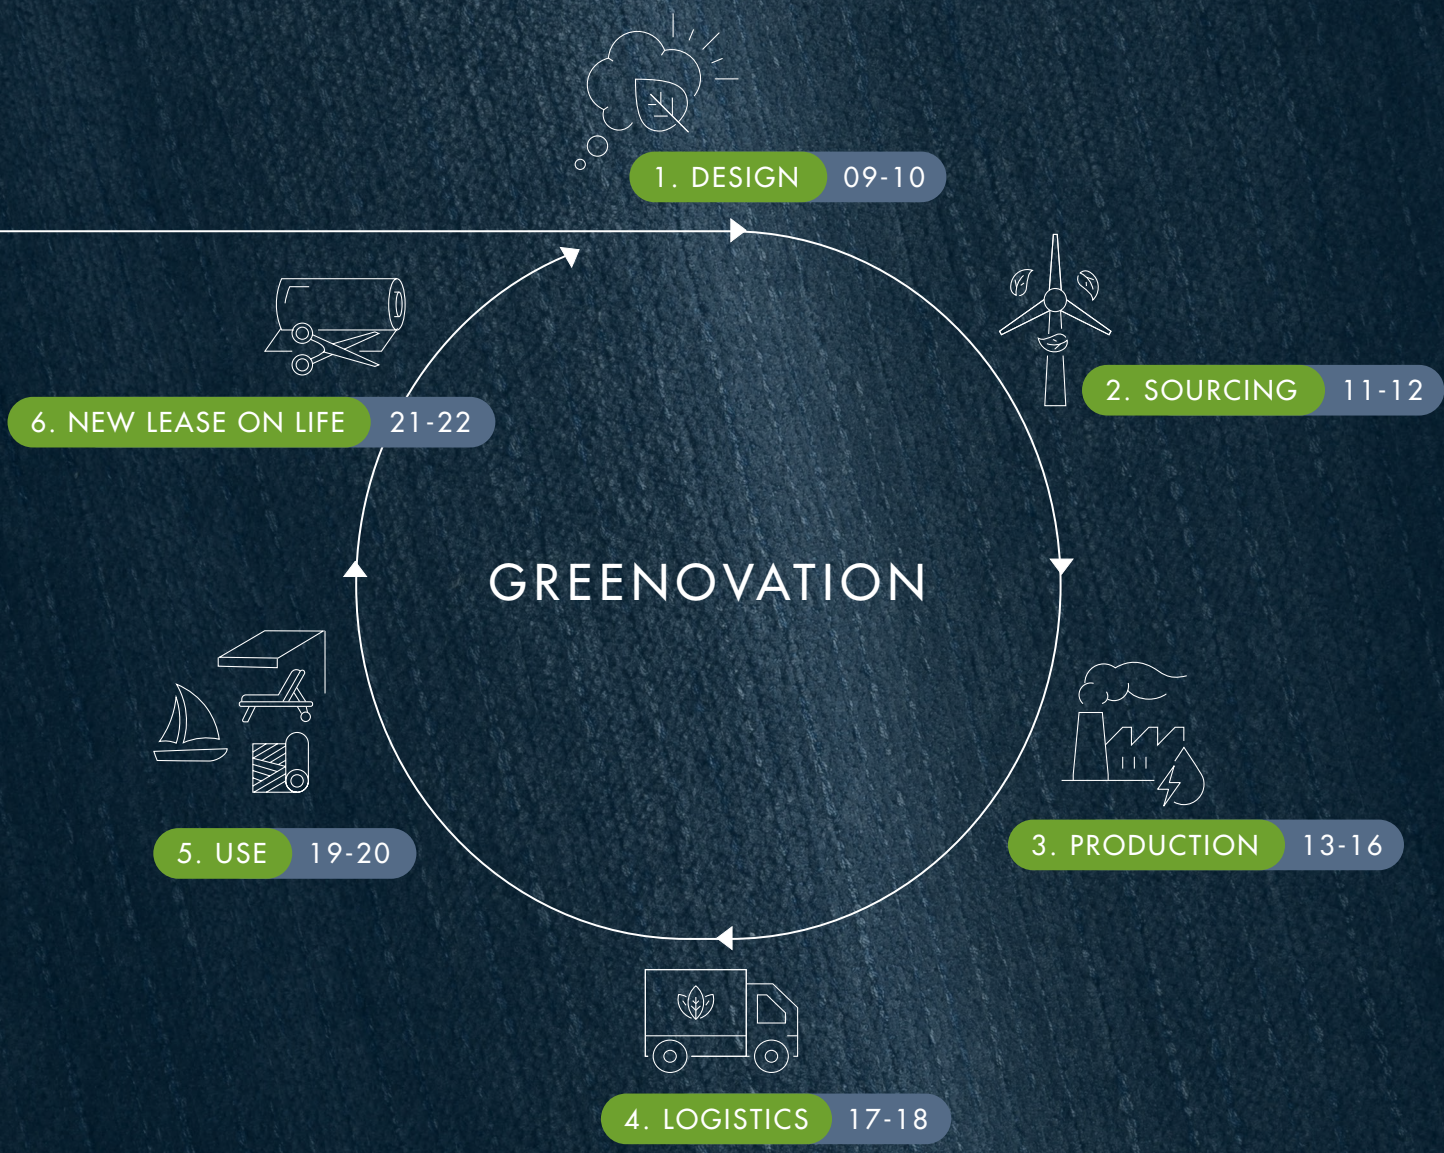 1. DESIGN 09-10
2. SOURCING 11-12
6. NEW LEASE ON LIFE 21-22
GREENOVATION
3. PRODUCTION 13-16
5. USE 19-20
4. LOGISTICS 17-18